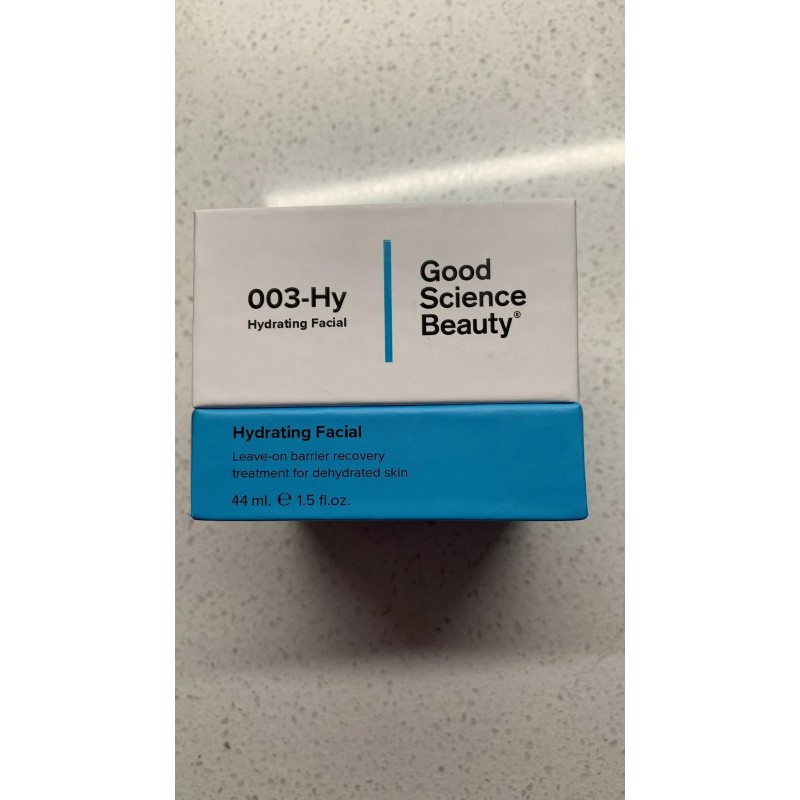 003-Hy
Hydrating Facial
Good
Science
Beauty®
Hydrating Facial
Leave-on barrier recovery
treatment for dehydrated skin
44 ml. ℮ 1.5 fl.oz.